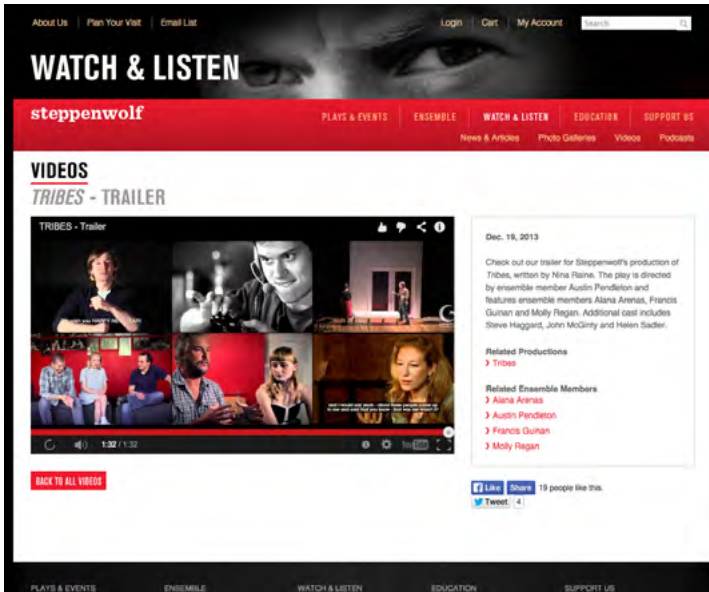 About Us
Plan Your Visit
Email List
Login
Cart
My Account
Search
WATCH & LISTEN
steppenwolf
PLAYS & EVENTS
ENSEMBLE
WATCH & LISTEN
EDUCATION
SUPPORT US
News & Articles
Photo Galleries
Videos
Podcasts
VIDEOS
TRIBES - TRAILER
TRIBES - Trailer
1:32 / 1:32
Dec. 19, 2013
Check out our trailer for Steppenwolf's production of
Tribes, written by Nina Raine. The play is directed
by ensemble member Austin Pendleton and
features ensemble members Alana Arenas, Francis
Guinan and Molly Regan. Additional cast includes
Steve Haggard, John McGinty and Helen Sadler.
Related Productions
Tribes
Related Ensemble Members
Alana Arenas
Austin Pendleton
Francis Guinan
Molly Regan
BACK TO ALL VIDEOS
Like
Share
19 people like this.
Tweet
4
PLAYS & EVENTS
ENSEMBLE
WATCH & LISTEN
EDUCATION
SUPPORT US